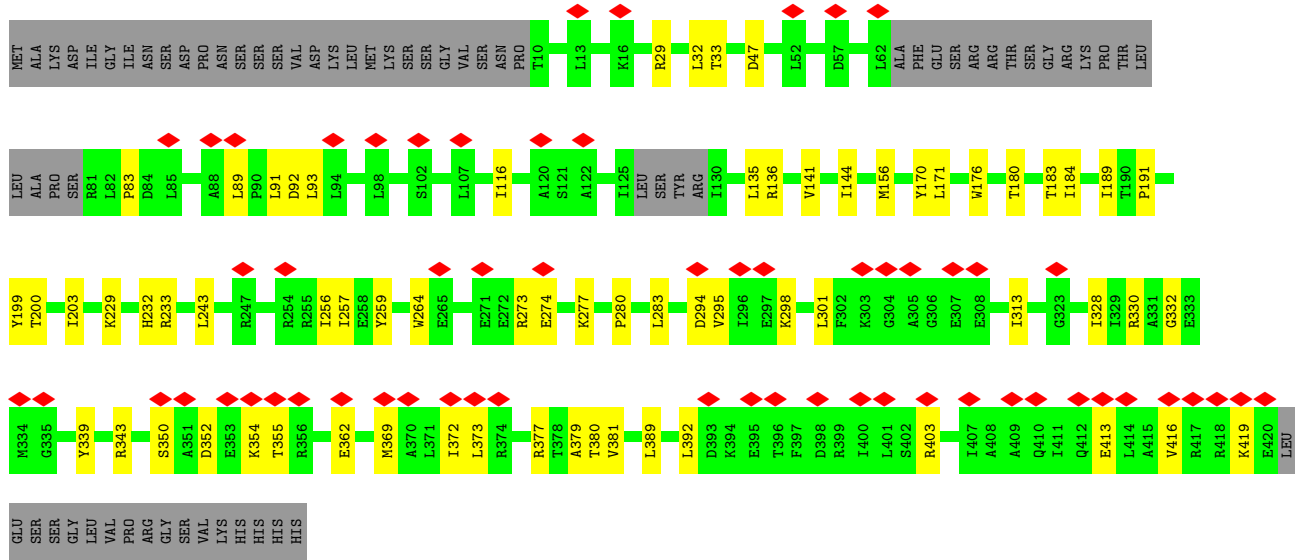 MET ALA LYS ASP ILE GLY ILE ASN SER ASP PRO ASN SER SER SER VAL ASP LYS LEU MET LYS SER SER GLY VAL SER ASN PRO T10 L13 K16 R29 L32 T33 D47 L52 D57 L62 ALA PHE GLU SER ARG ARG THR SER GLY ARG LYS PRO THR LEU
LEU ALA PRO SER R81 L82 P83 D84 L85 A88 L89 P90 L91 D92 L93 L94 L98 S102 L107 I116 A120 S121 A122 I125 LEU SER TYR ARG I130 L135 R136 V141 I144 M156 Y170 L171 W176 T180 T183 I184 I189 T190 P191
Y199 T200 I203 K229 H232 R233 L243 R247 R254 R255 I256 I257 E258 Y259 W264 E265 E271 E272 R273 E274 K277 P280 L283 D294 V295 I296 E297 K298 L301 F302 K303 G304 A305 G306 E307 E308 I313 G323 I328 I329 R330 A331 G332 E333
M334 G335 Y339 R343 S350 A351 D352 E353 K354 T355 R356 E362 M369 A370 L371 I372 L373 R374 R377 T378 A379 T380 V381 L389 L392 D393 K394 E395 T396 F397 D398 R399 I400 L401 S402 R403 I407 A408 A409 Q410 I411 Q412 E413 L414 A415 V416 R417 R418 K419 E420 LEU
GLU SER SER GLY LEU VAL PRO ARG GLY SER VAL LYS HIS HIS HIS HIS